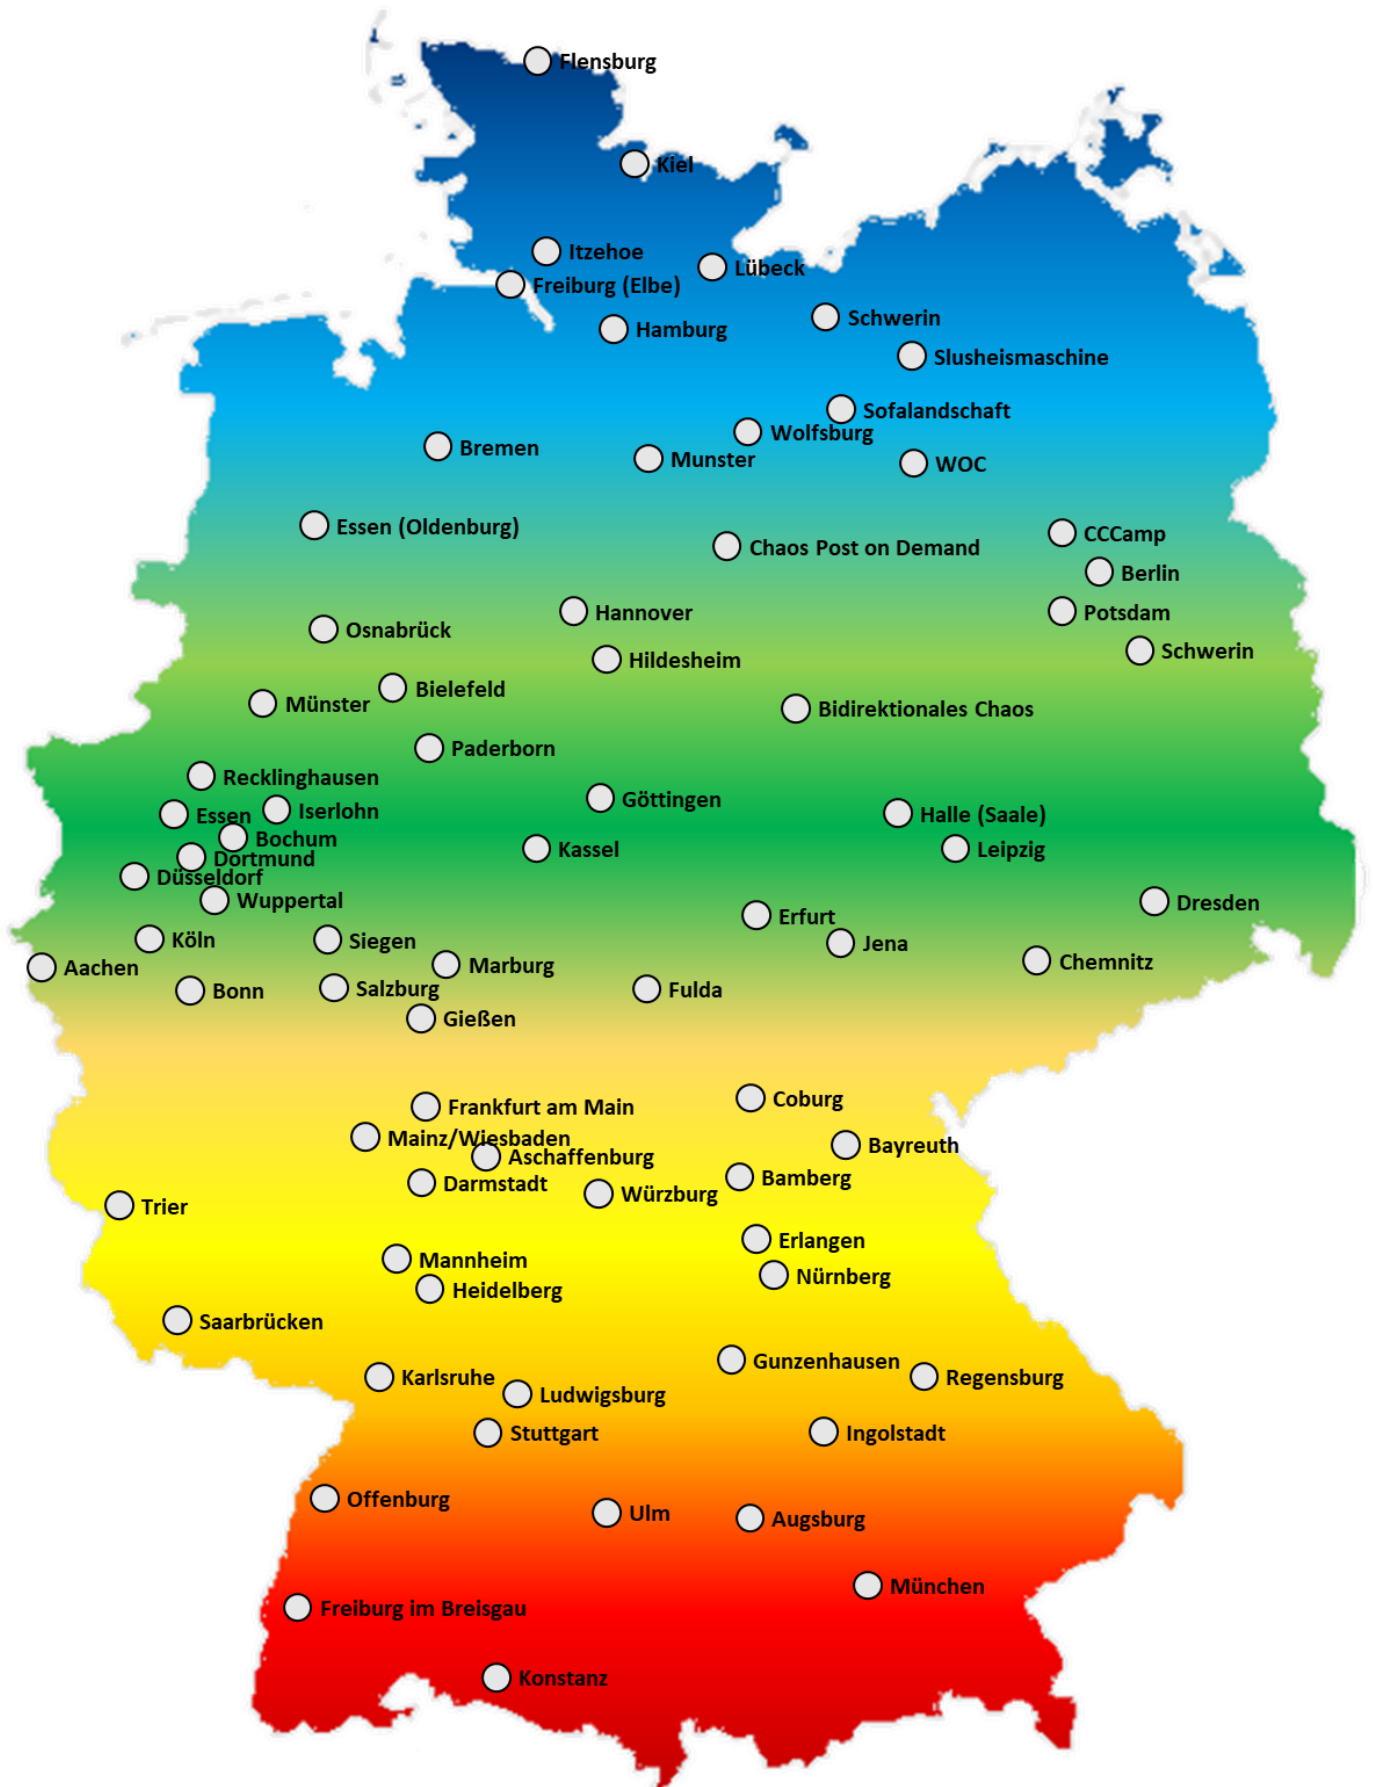 Flensburg
Kiel
Itzehoe
Lübeck
Freiburg (Elbe)
Schwerin
Hamburg
Slusheismaschine
Sofalandschaft
Wolfsburg
Bremen
Munster
WOC
Essen (Oldenburg)
CCCamp
Chaos Post on Demand
Berlin
Hannover
Potsdam
Osnabrück
Schwerin
Hildesheim
Bielefeld
Münster
Bidirektionales Chaos
Paderborn
Recklinghausen
Göttingen
Iserlohn
Essen
Halle (Saale)
Bochum
Kassel
Leipzig
Dortmund
Düsseldorf
Wuppertal
Dresden
Erfurt
Köln
Siegen
Jena
Chemnitz
Marburg
Aachen
Salzburg
Fulda
Bonn
Gießen
Coburg
Frankfurt am Main
Mainz/Wiesbaden
Bayreuth
Aschaffenburg
Bamberg
Darmstadt
Würzburg
Trier
Erlangen
Mannheim
Nürnberg
Heidelberg
Saarbrücken
Gunzenhausen
Karlsruhe
Regensburg
Ludwigsburg
Stuttgart
Ingolstadt
Offenburg
Ulm
Augsburg
München
Freiburg im Breisgau
Konstanz